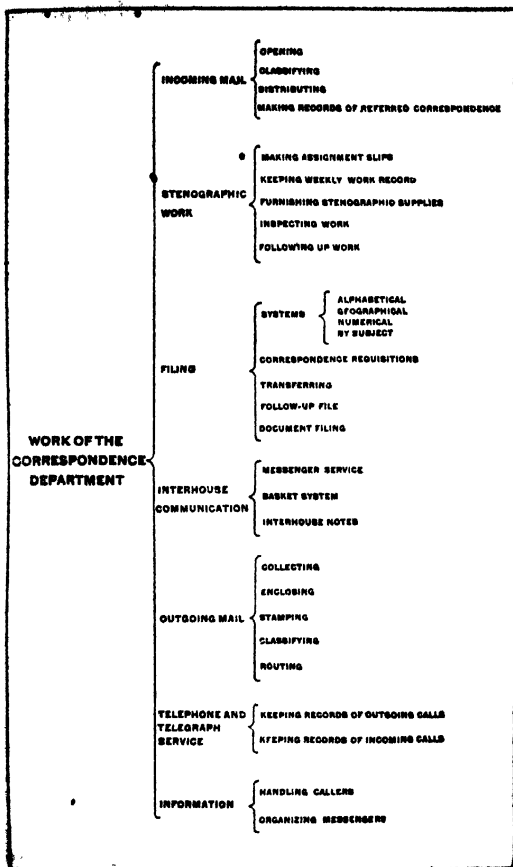 WORK OF THE
CORRESPONDENCE
DEPARTMENT
INCOMING MAIL
OPENING
CLASSIFYING
DISTRIBUTING
MAKING RECORDS OF REFERRED CORRESPONDENCE
STENOGRAPHIC
WORK
MAKING ASSIGNMENT SLIPS
KEEPING WEEKLY WORK RECORD
FURNISHING STENOGRAPHIC SUPPLIES
INSPECTING WORK
FOLLOWING UP WORK
FILING
SYSTEMS
ALPHABETICAL
GEOGRAPHICAL
NUMERICAL
BY SUBJECT
CORRESPONDENCE REQUISITIONS
TRANSFERRING
FOLLOW-UP FILE
DOCUMENT FILING
INTERHOUSE
COMMUNICATION
MESSENGER SERVICE
BASKET SYSTEM
INTERHOUSE NOTES
OUTGOING MAIL
COLLECTING
ENCLOSING
STAMPING
CLASSIFYING
ROUTING
TELEPHONE AND
TELEGRAPH
SERVICE
KEEPING RECORDS OF OUTGOING CALLS
KEEPING RECORDS OF INCOMING CALLS
INFORMATION
HANDLING CALLERS
ORGANIZING MESSENGERS